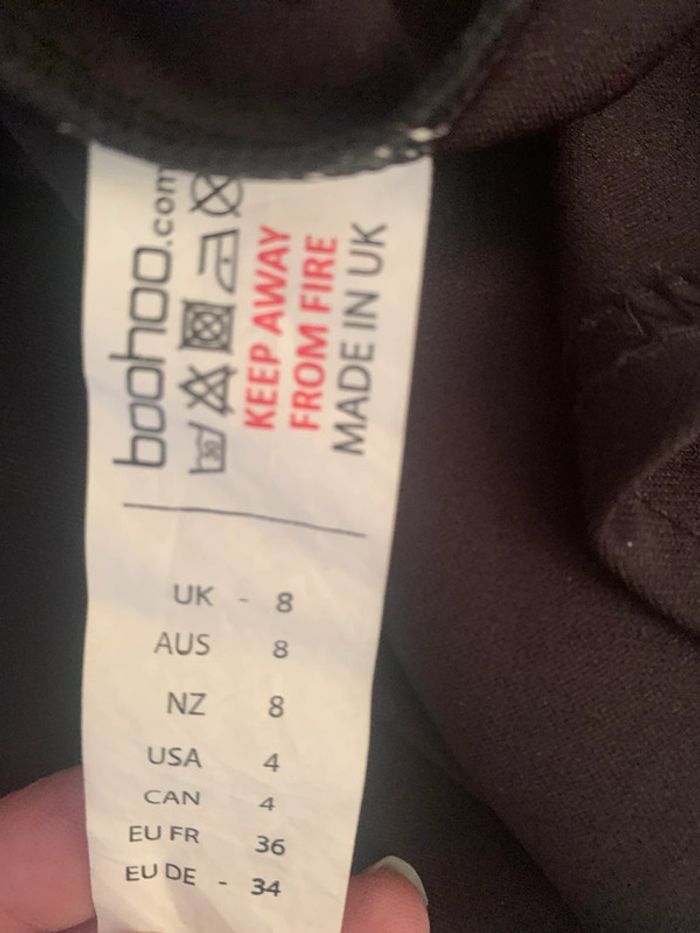 boohoo.com
30
KEEP AWAY
FROM FIRE
MADE IN UK
UK - 8
AUS 8
NZ 8
USA 4
CAN 4
EU FR 36
EU DE - 34